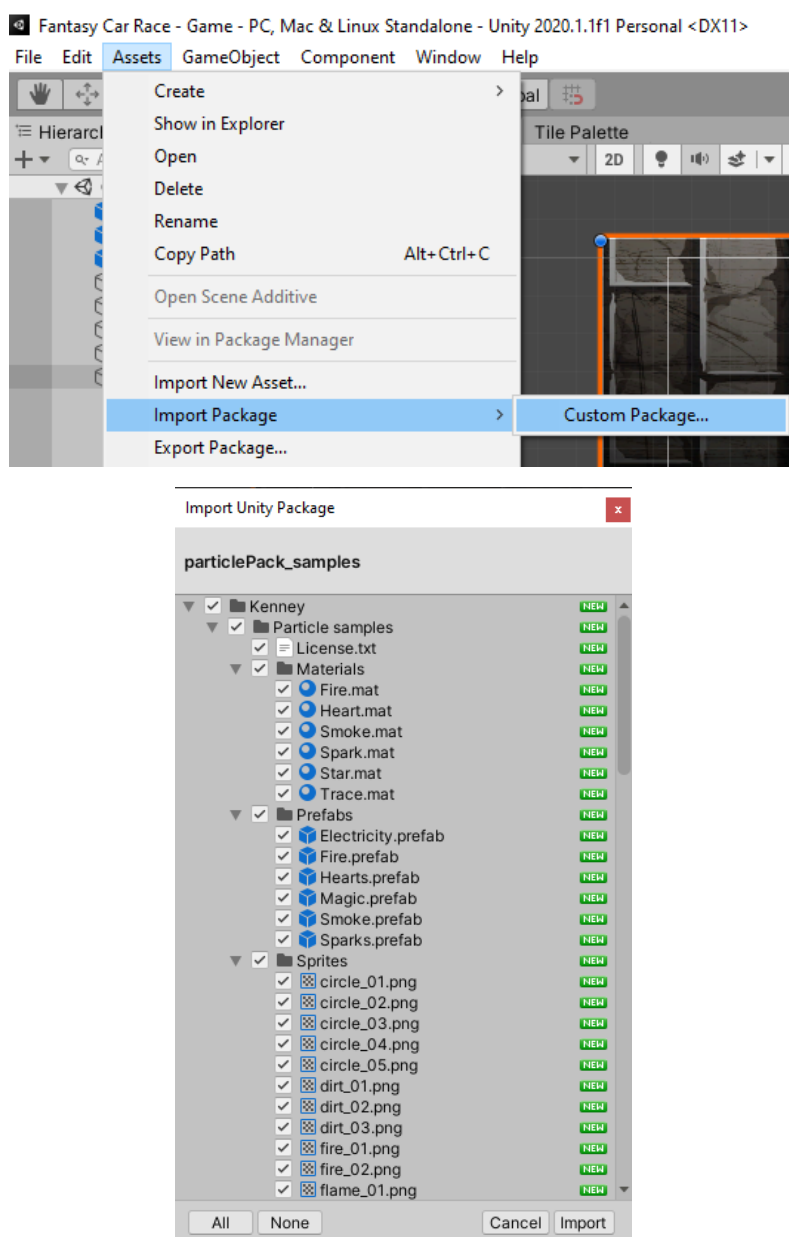 Fantasy Car Race - Game - PC, Mac & Linux Standalone - Unity 2020.1.1f1 Personal <DX11>
File Edit Assets GameObject Component Window Help
Create
Show in Explorer
Open
Delete
Rename
Copy Path Alt+Ctrl+C
Open Scene Additive
View in Package Manager
Import New Asset...
Import Package Custom Package...
Export Package...
Tile Palette
2D
Import Unity Package x
particlePack_samples
Kenney NEW
Particle samples NEW
License.txt NEW
Materials NEW
Fire.mat NEW
Heart.mat NEW
Smoke.mat NEW
Spark.mat NEW
Star.mat NEW
Trace.mat NEW
Prefabs NEW
Electricity.prefab NEW
Fire.prefab NEW
Hearts.prefab NEW
Magic.prefab NEW
Smoke.prefab NEW
Sparks.prefab NEW
Sprites NEW
circle_01.png NEW
circle_02.png NEW
circle_03.png NEW
circle_04.png NEW
circle_05.png NEW
dirt_01.png NEW
dirt_02.png NEW
dirt_03.png NEW
fire_01.png NEW
fire_02.png NEW
flame_01.png NEW
All None Cancel Import